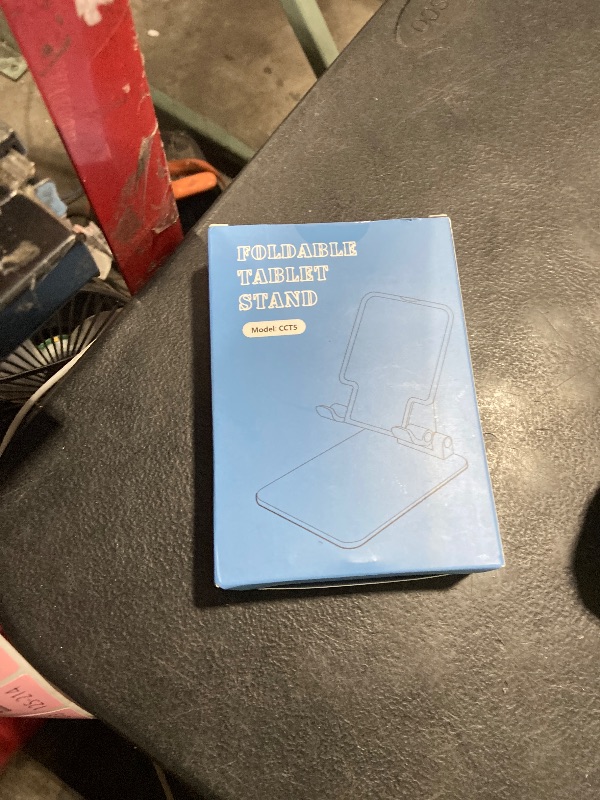 FOLDABLE
TABLET
STAND
Model: CCT5